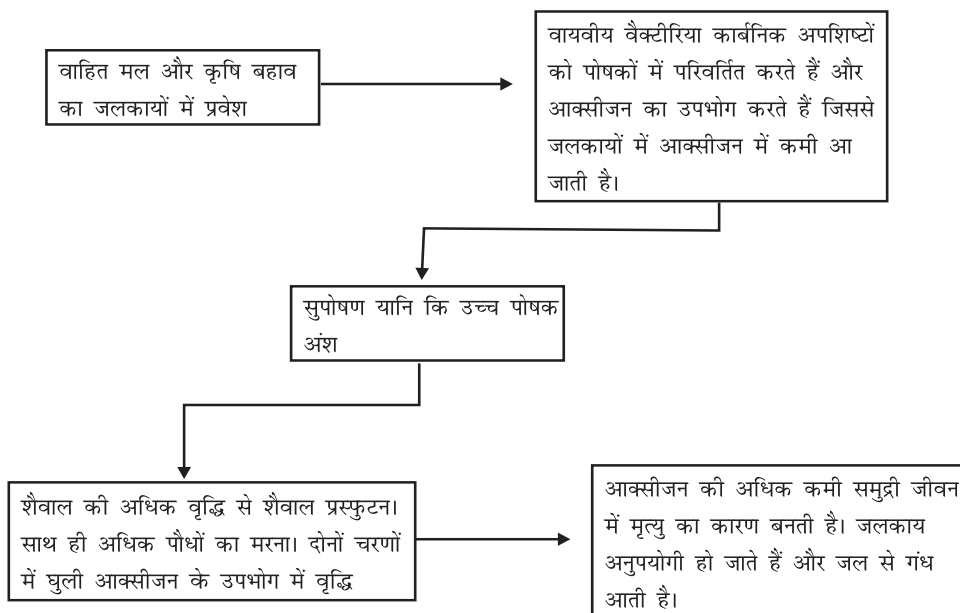 वाहित मल और कृषि बहाव
का जलकायों में प्रवेश
वायवीय वैक्टीरिया कार्बनिक अपशिष्टों
को पोषकों में परिवर्तित करते हैं और
आक्सीजन का उपभोग करते हैं जिससे
जलकायों में आक्सीजन में कमी आ
जाती है।
सुपोषण यानि कि उच्च पोषक
अंश
शैवाल की अधिक वृद्धि से शैवाल प्रस्फुटन।
साथ ही अधिक पौधों का मरना। दोनों चरणों
में घुली आक्सीजन के उपभोग में वृद्धि
आक्सीजन की अधिक कमी समुद्री जीवन
में मृत्यु का कारण बनती है। जलकाय
अनुपयोगी हो जाते हैं और जल से गंध
आती है।